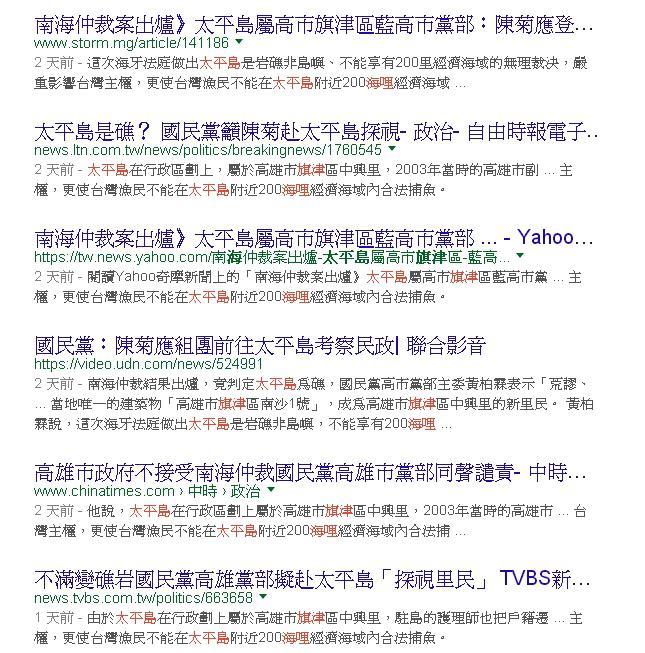 南海仲裁案出爐》太平島屬高市旗津區藍高市黨部：陳菊應登...
www.storm.mg/article/141186
2 天前 - 這次海牙法庭做出太平島是岩礁非島嶼、不能享有200里經濟海域的無理裁決，嚴
重影響台灣主權，更使台灣漁民不能在太平島附近200海哩經濟海域 ...
太平島是礁？ 國民黨籲陳菊赴太平島探視- 政治- 自由時報電子...
news.ltn.com.tw/news/politics/breakingnews/1760545
2 天前 - 太平島在行政區劃上，屬於高雄市旗津區中興里，2003年當時的高雄市副 ... 主
權，更使台灣漁民不能在太平島附近200海哩經濟海域內合法捕魚。
南海仲裁案出爐》太平島屬高市旗津區藍高市黨部 ... - Yahoo...
https://tw.news.yahoo.com/南海仲裁案出爐-太平島屬高市旗津區-藍高...
2 天前 - 閱讀Yahoo奇摩新聞上的「南海仲裁案出爐》太平島屬高市旗津區藍高市黨 ... 主
權，更使台灣漁民不能在太平島附近200海哩經濟海域內合法捕魚。
國民黨：陳菊應組團前往太平島考察民政| 聯合影音
https://video.udn.com/news/524991
2 天前 - 南海仲裁結果出爐，竟判定太平島為礁，國民黨高市黨部主委黃柏霖表示「荒謬、
... 當地唯一的建築物「高雄市旗津區南沙1號」，成為高雄市旗津區中興里的新里民。 黃柏
霖說，這次海牙法庭做出太平島是岩礁非島嶼，不能享有200海哩 ...
高雄市政府不接受南海仲裁國民黨高雄市黨部同聲譴責- 中時...
www.chinatimes.com › 中時 › 政治
2 天前 - 他說，太平島在行政區劃上屬於高雄市旗津區中興里，2003年當時的高雄市 ... 台
灣主權，更使台灣漁民不能在太平島附近200海哩經濟海域內合法捕 ...
不滿變礁岩國民黨高雄黨部擬赴太平島「探視里民」 TVBS新...
news.tvbs.com.tw/politics/663658
1 天前 - 由於太平島在行政劃上屬於高雄市旗津區中興里，駐島的護理師也把戶籍遷 ... 主
權，更使台灣漁民不能在太平島附近200海哩經濟海域內合法捕魚。